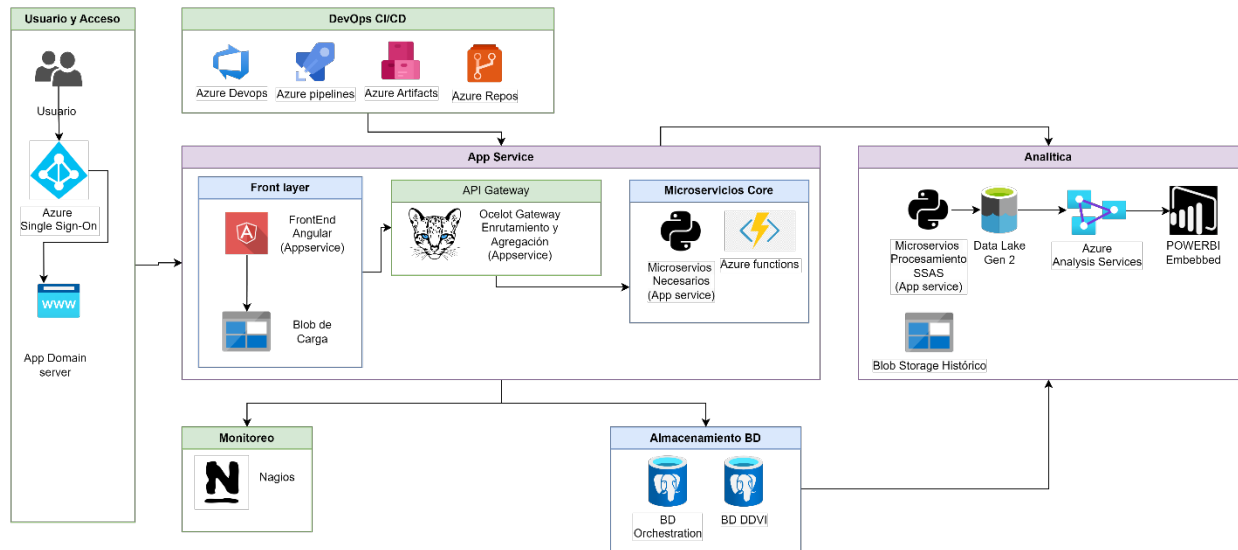 Usuario y Acceso
Usuario
Azure
Single Sign-On
WWW
App Domain
server
DevOps CI/CD
Azure Devops
Azure pipelines
Azure Artifacts
Azure Repos
App Service
Front layer
FrontEnd
Angular
(Appservice)
Blob de
Carga
API Gateway
Ocelot Gateway
Enrutamiento y
Agregación
(Appservice)
Microservicios Core
Microservios
Necesarios
(App service)
Azure functions
Analítica
Microservios
Procesamiento
SSAS
(App service)
Data Lake
Gen 2
Azure
Analysis Services
POWERBI
Embebbed
Blob Storage Histórico
Monitoreo
N
Nagios
Almacenamiento BD
BD
Orchestration
BD DDVI